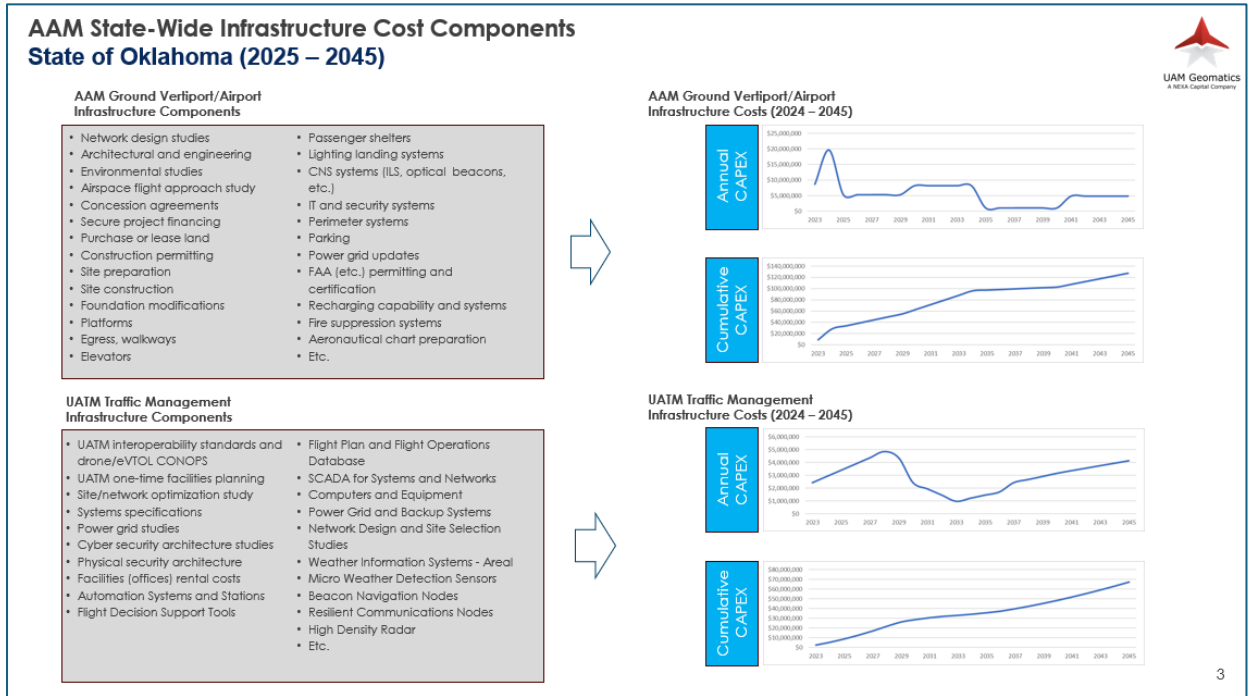 AAM State-Wide Infrastructure Cost Components
State of Oklahoma (2025 – 2045)
UAM Geomatics
A NEXA Capital Company
AAM Ground Vertiport/Airport
Infrastructure Components
• Network design studies
• Architectural and engineering
• Environmental studies
• Airspace flight approach study
• Concession agreements
• Secure project financing
• Purchase or lease land
• Construction permitting
• Site preparation
• Site construction
• Foundation modifications
• Platforms
• Egress, walkways
• Elevators
• Passenger shelters
• Lighting landing systems
• CNS systems (ILS, optical beacons,
etc.)
• IT and security systems
• Perimeter systems
• Parking
• Power grid updates
• FAA (etc.) permitting and
certification
• Recharging capability and systems
• Fire suppression systems
• Aeronautical chart preparation
• Etc.
AAM Ground Vertiport/Airport
Infrastructure Costs (2024 – 2045)
Annual
CAPEX
$25,000,000
$20,000,000
$15,000,000
$10,000,000
$5,000,000
$0
2023 2025 2027 2029 2031 2033 2035 2037 2039 2041 2043 2045
Cumulative
CAPEX
$140,000,000
$120,000,000
$100,000,000
$80,000,000
$60,000,000
$40,000,000
$20,000,000
$0
2023 2025 2027 2029 2031 2033 2035 2037 2039 2041 2043 2045
UATM Traffic Management
Infrastructure Components
• UATM interoperability standards and
drone/eVTOL CONOPS
• UATM one-time facilities planning
• Site/network optimization study
• Systems specifications
• Power grid studies
• Cyber security architecture studies
• Physical security architecture
• Facilities (offices) rental costs
• Automation Systems and Stations
• Flight Decision Support Tools
• Flight Plan and Flight Operations
Database
• SCADA for Systems and Networks
• Computers and Equipment
• Power Grid and Backup Systems
• Network Design and Site Selection
Studies
• Weather Information Systems - Areal
• Micro Weather Detection Sensors
• Beacon Navigation Nodes
• Resilient Communications Nodes
• High Density Radar
• Etc.
UATM Traffic Management
Infrastructure Costs (2024 – 2045)
Annual
CAPEX
$6,000,000
$5,000,000
$4,000,000
$3,000,000
$2,000,000
$1,000,000
$0
2023 2025 2027 2029 2031 2033 2035 2037 2039 2041 2043 2045
Cumulative
CAPEX
$80,000,000
$70,000,000
$60,000,000
$50,000,000
$40,000,000
$30,000,000
$20,000,000
$10,000,000
$0
2023 2025 2027 2029 2031 2033 2035 2037 2039 2041 2043 2045
3